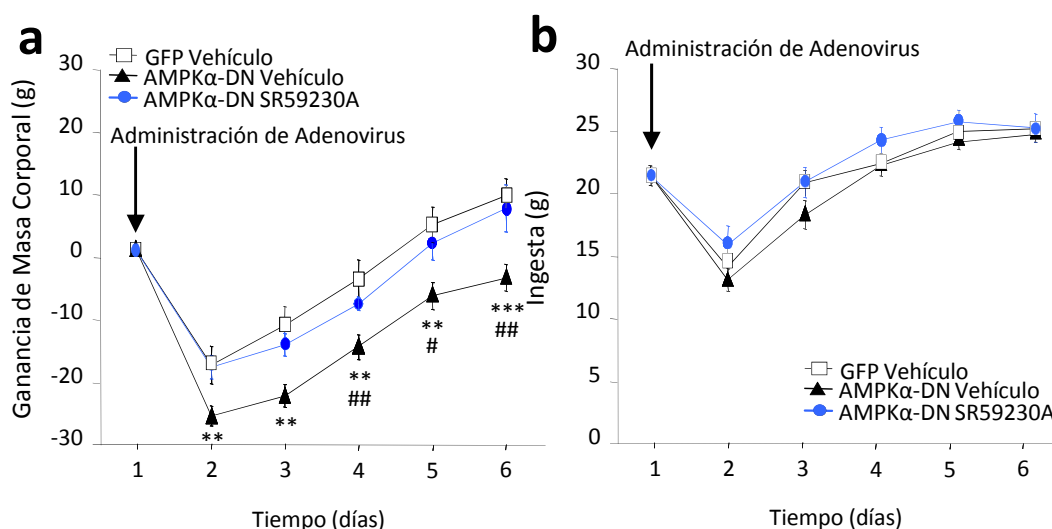 a
GFP Vehículo
AMPKα-DN Vehículo
AMPKα-DN SR59230A
Administración de Adenovirus
Ganancia de Masa Corporal (g)
30
20
10
0
-10
-20
-30
**
**
**
##
**
#
***
##
1 2 3 4 5 6
Tiempo (días)
b
Administración de Adenovirus
Ingesta (g)
30
25
20
15
10
5
0
GFP Vehículo
AMPKα-DN Vehículo
AMPKα-DN SR59230A
1 2 3 4 5 6
Tiempo (días)